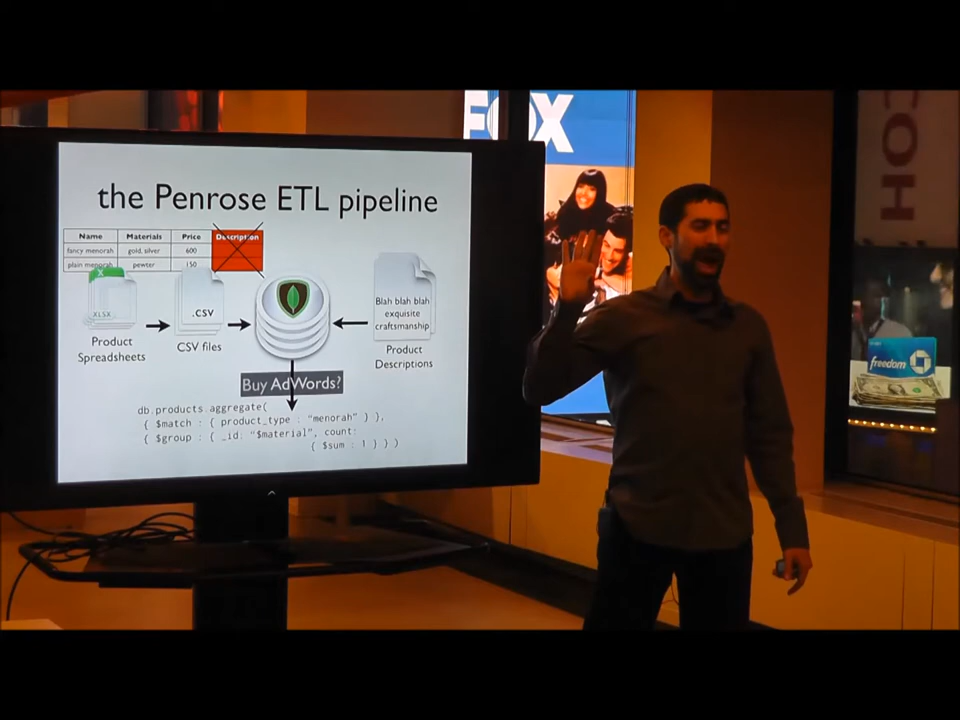 the Penrose ETL pipeline
Name Materials Price Description
fancy menorah gold, silver 600
plain menorah pewter 150
XLSX
.CSV
Blah blah blah
exquisite
craftsmanship
Product
Spreadsheets
CSV files
Product
Descriptions
Buy AdWords?
db.products.aggregate(
{ $match : { product_type : "menorah" } },
{ $group : { _id: "$material", count:
{ $sum : 1 } } )
FOX
COH
freedom